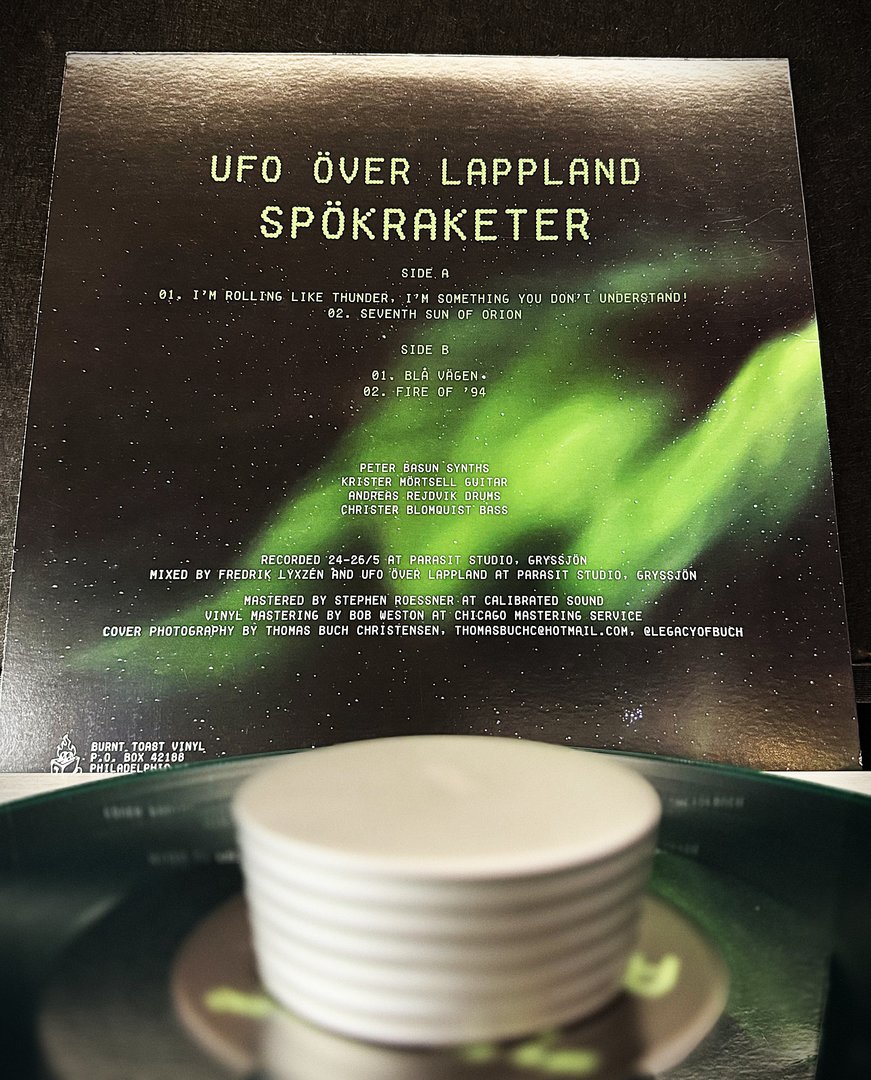 UFO ÖVER LAPPLAND
SPÖKRAKETER
SIDE A
01. I'M ROLLING LIKE THUNDER, I'M SOMETHING YOU DON'T UNDERSTAND!
02. SEVENTH SUN OF ORION
SIDE B
01. BLÅ VÄGEN
02. FIRE OF '94
PETER BASUN SYNTHS
KRISTER MÖRTSELL GUITAR
ANDREAS REJDVIK DRUMS
CHRISTER BLOMQUIST BASS
RECORDED 24-26/5 AT PARASIT STUDIO, GRYSSJÖN
MIXED BY FREDRIK LYXZÉN AND UFO ÖVER LAPPLAND AT PARASIT STUDIO, GRYSSJÖN
MASTERED BY STEPHEN ROESSNER AT CALIBRATED SOUND
VINYL MASTERING BY BOB WESTON AT CHICAGO MASTERING SERVICE
COVER PHOTOGRAPHY BY THOMAS BUCH CHRISTENSEN, THOMASBUCHC@HOTMAIL.COM, @LEGACYOFBUCH
BURNT TOAST VINYL
P.O. BOX 42188